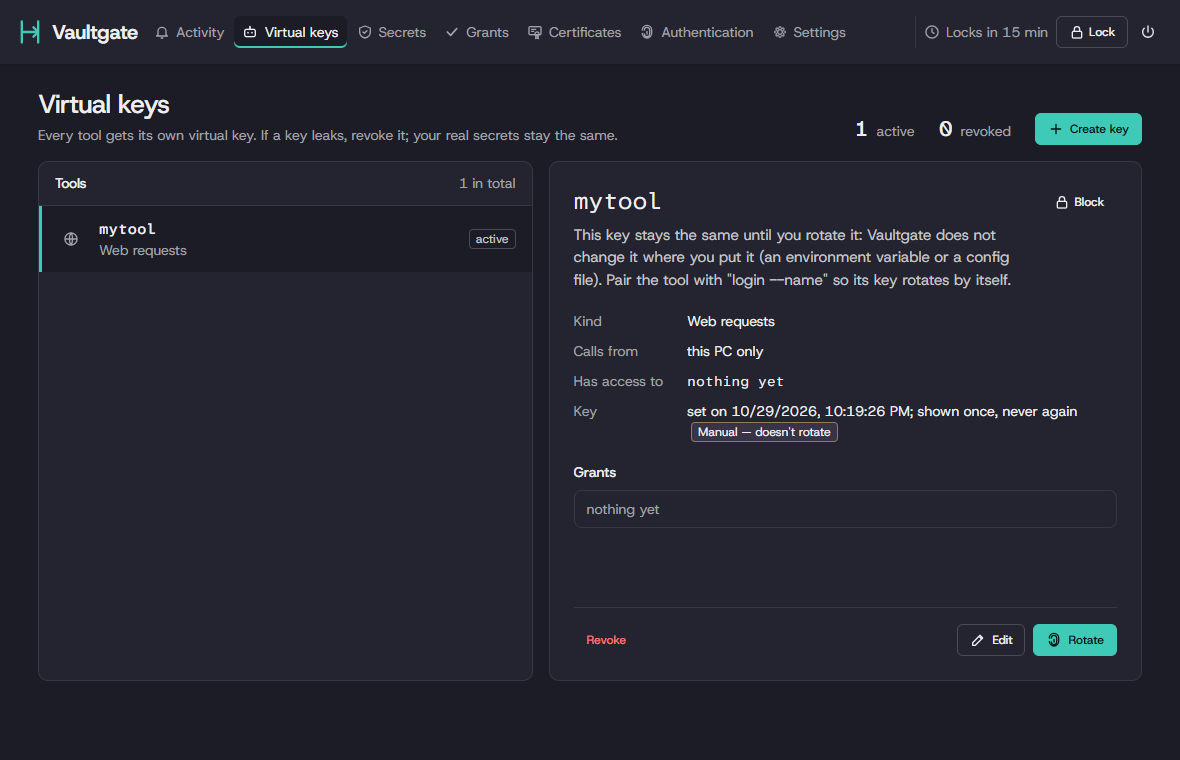 Vaultgate Activity Virtual keys Secrets Grants Certificates Authentication Settings Locks in 15 min Lock
Virtual keys
Every tool gets its own virtual key. If a key leaks, revoke it; your real secrets stay the same.
1 active 0 revoked Create key
Tools 1 in total
mytool
Web requests
active
mytool
Block
This key stays the same until you rotate it: Vaultgate does not
change it where you put it (an environment variable or a config
file). Pair the tool with "login --name" so its key rotates by itself.
Kind Web requests
Calls from this PC only
Has access to nothing yet
Key set on 10/29/2026, 10:19:26 PM; shown once, never again
Manual — doesn't rotate
Grants
nothing yet
Revoke Edit Rotate